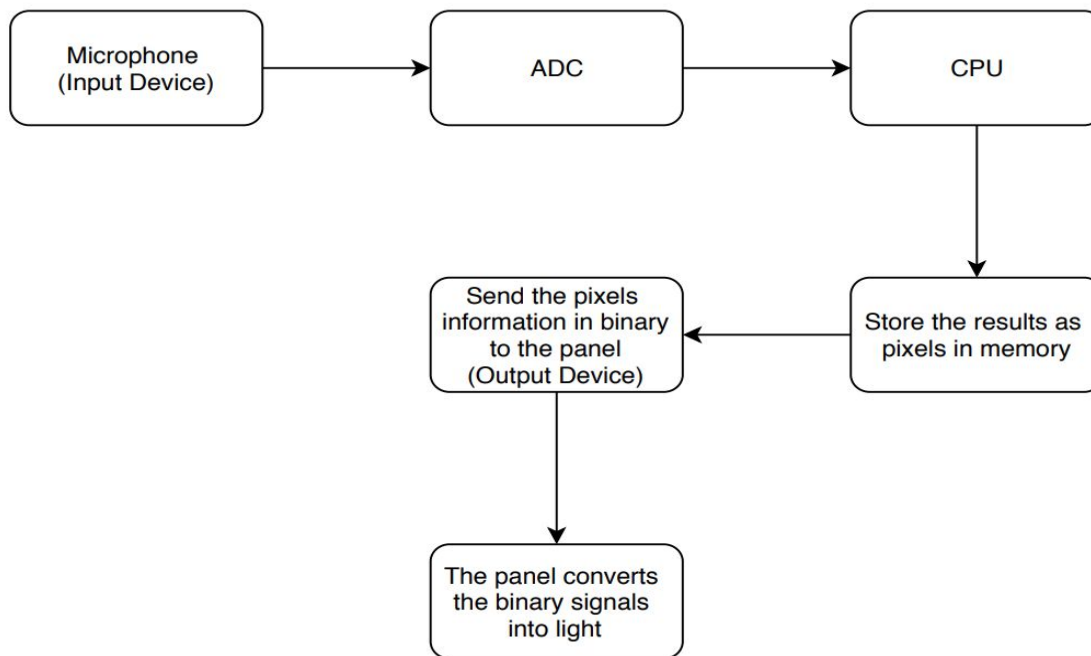 Microphone
(Input Device)
ADC
CPU
Store the results as
pixels in memory
Send the pixels
information in binary
to the panel
(Output Device)
The panel converts
the binary signals
into light